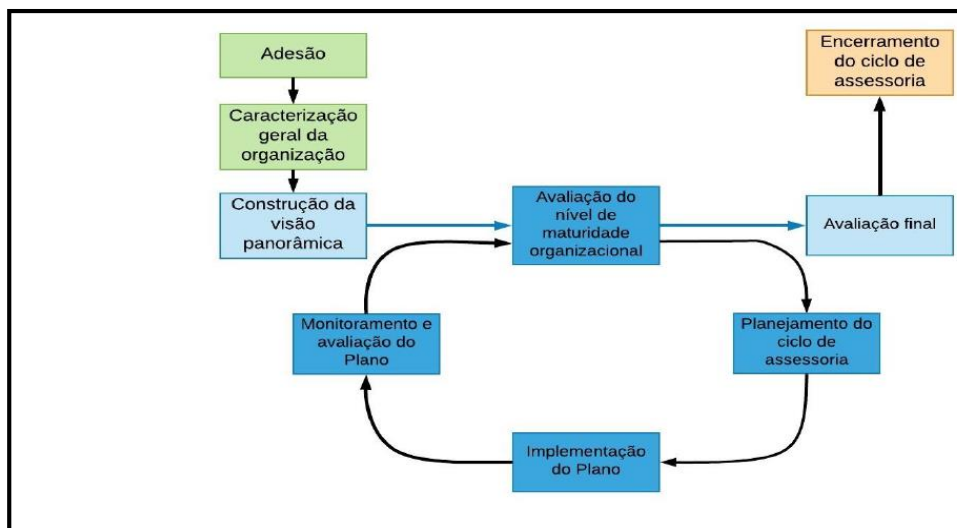 Adesão
Caracterização
geral da
organização
Construção da
visão
panorâmica
Avaliação do
nível de
maturidade
organizacional
Avaliação final
Encerramento
do ciclo de
assessoria
Monitoramento e
avaliação do
Plano
Planejamento do
ciclo de
assessoria
Implementação
do Plano